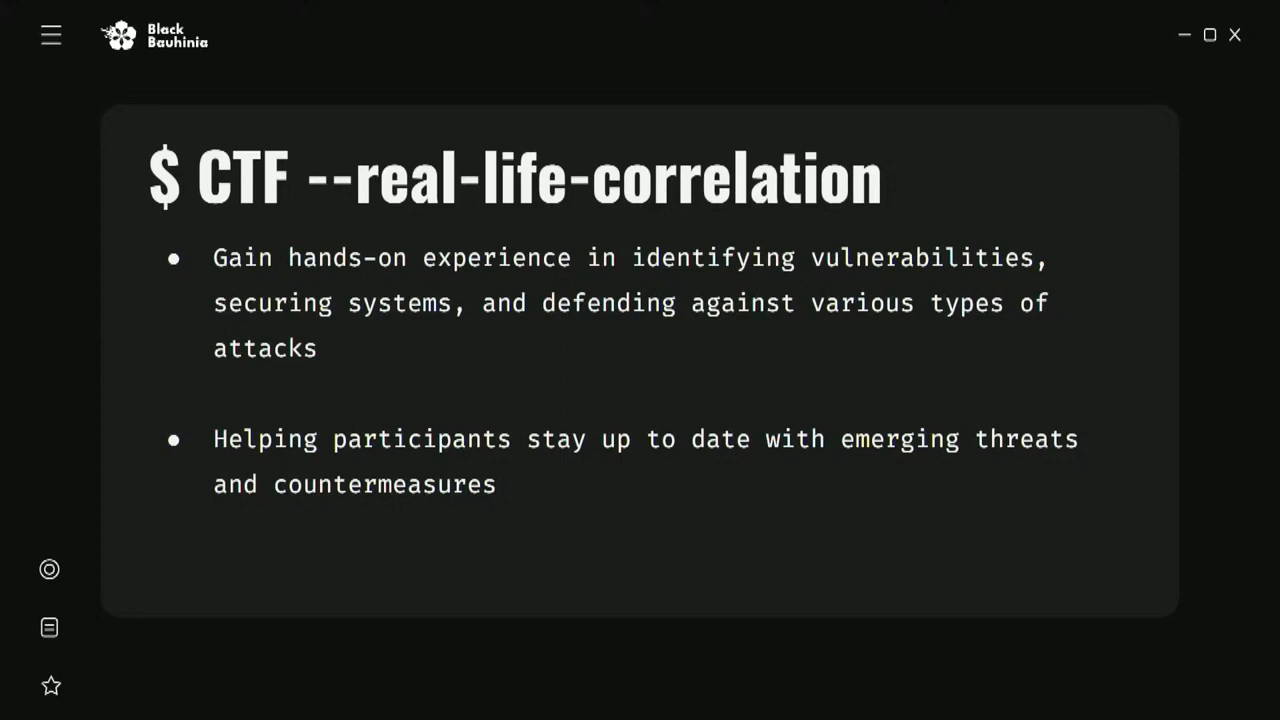 Black
Bauhinia
$ CTF --real-life-correlation
● Gain hands-on experience in identifying vulnerabilities,
securing systems, and defending against various types of
attacks
● Helping participants stay up to date with emerging threats
and countermeasures